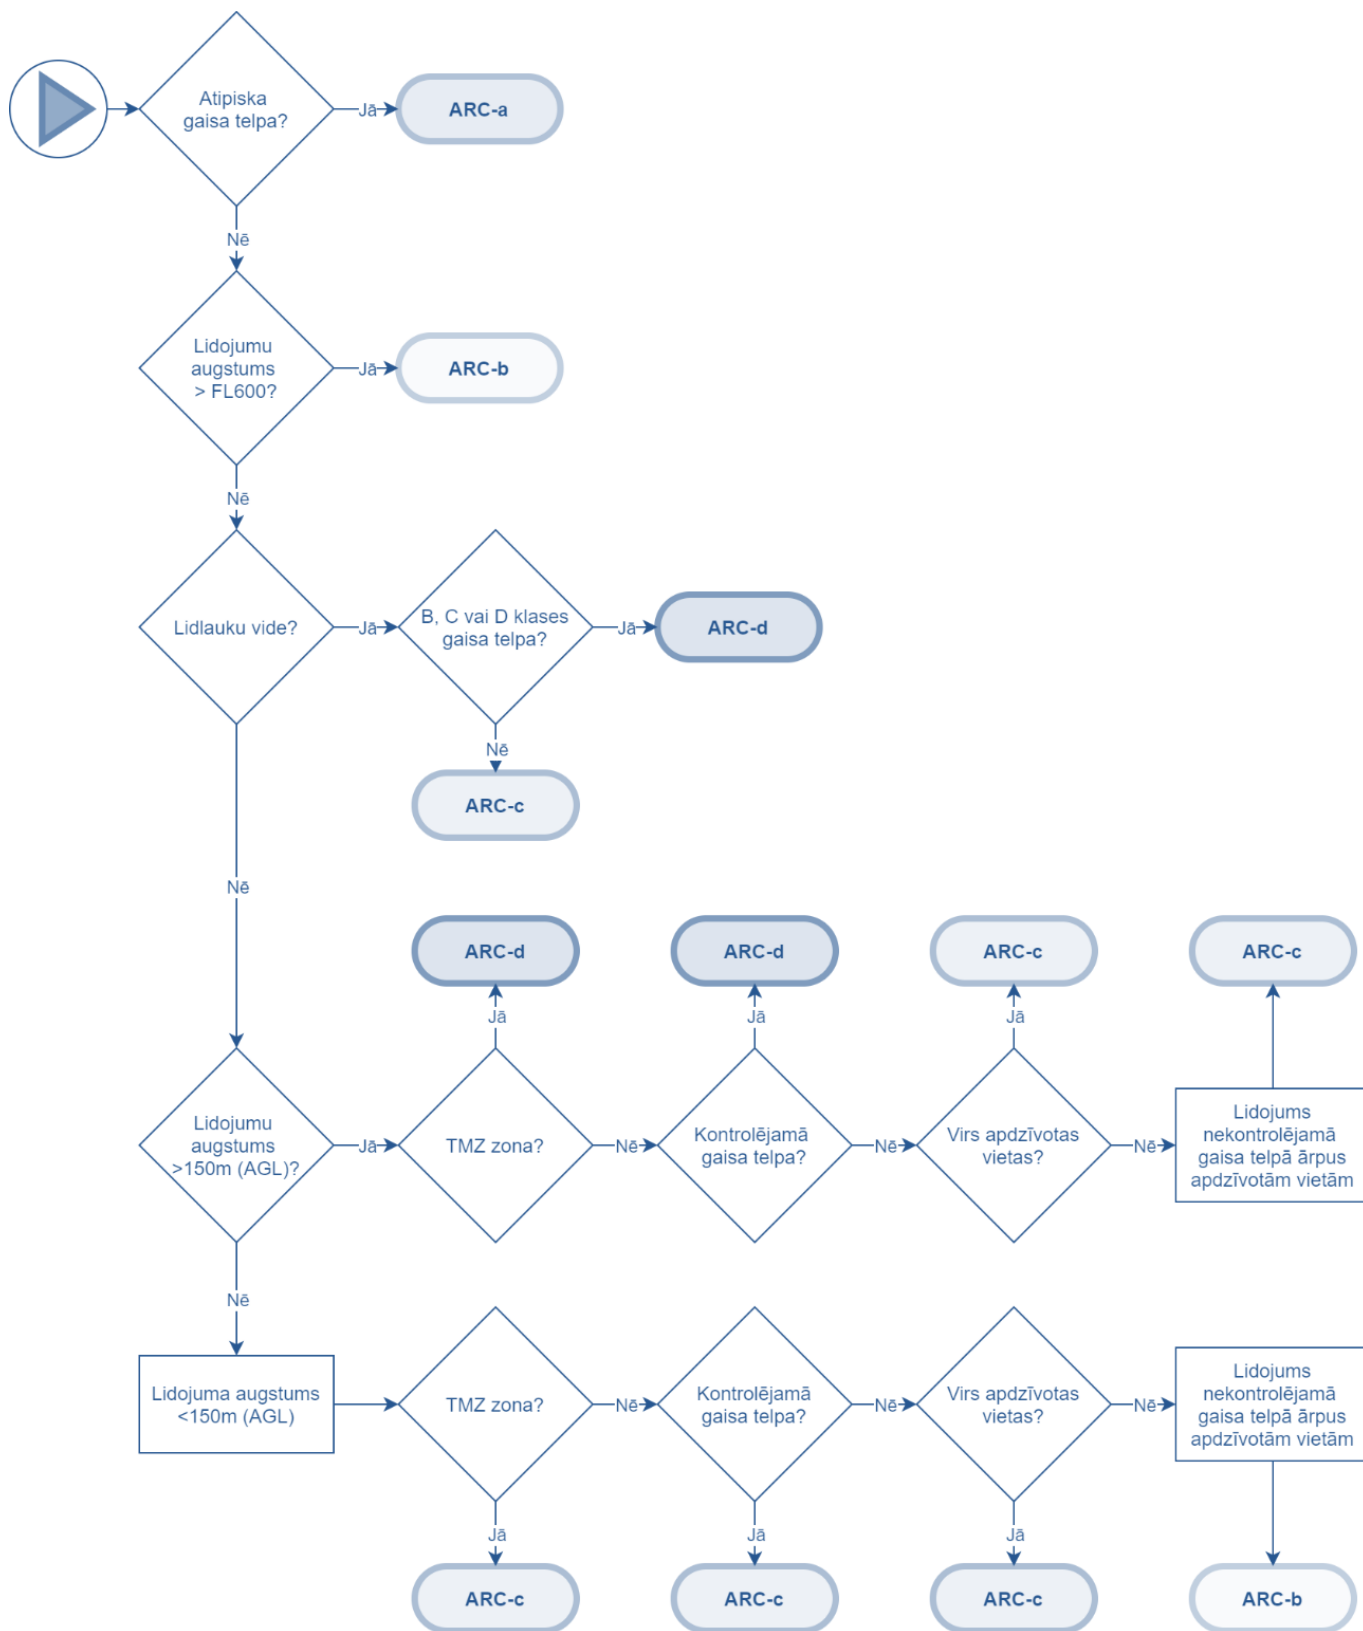 Atipiska
gaisa telpa?
Jā
ARC-a
Nē
Lidojumu
augstums
> FL600?
Jā
ARC-b
Nē
Lidlauku vide?
Jā
B, C vai D klases
gaisa telpa?
Jā
ARC-d
Nē
ARC-c
Nē
ARC-d
ARC-d
ARC-c
ARC-c
Jā
Jā
Jā
Lidojumu
augstums
>150m (AGL)?
Jā
TMZ zona?
Nē
Kontrolējamā
gaisa telpa?
Nē
Virs apdzīvotas
vietas?
Nē
Lidojums
nekontrolējamā
gaisa telpā ārpus
apdzīvotām vietām
Nē
Lidojuma augstums
<150m (AGL)
TMZ zona?
Nē
Kontrolējamā
gaisa telpa?
Nē
Virs apdzīvotas
vietas?
Nē
Lidojums
nekontrolējamā
gaisa telpā ārpus
apdzīvotām vietām
Jā
Jā
Jā
ARC-c
ARC-c
ARC-c
ARC-b